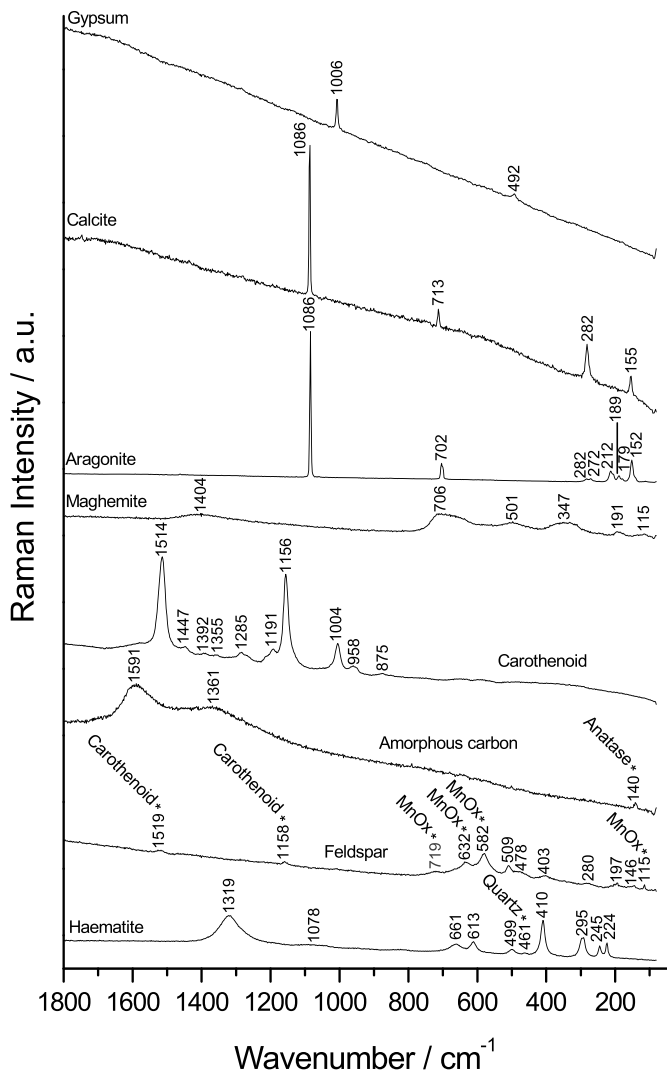 Gypsum
1006
492
Calcite
1086
713
282
155
Aragonite
1086
702
282
272
212
189
179
152
Maghemite
1404
706
501
347
191
115
1514
1447
1392
1355
1285
1191
1156
1004
958
875
Carothenoid
1591
1361
Amorphous carbon
Anatase*
140
Carothenoid*
1519
Carothenoid*
1158
Feldspar
MnOx*
719
MnOx*
632
MnOx*
582
509
478
403
280
197
146
MnOx*
115
Haematite
1319
1078
661
613
499
Quartz*
461
410
295
245
224
1800 1600 1400 1200 1000 800 600 400 200
Wavenumber / cm-1
Raman Intensity / a.u.